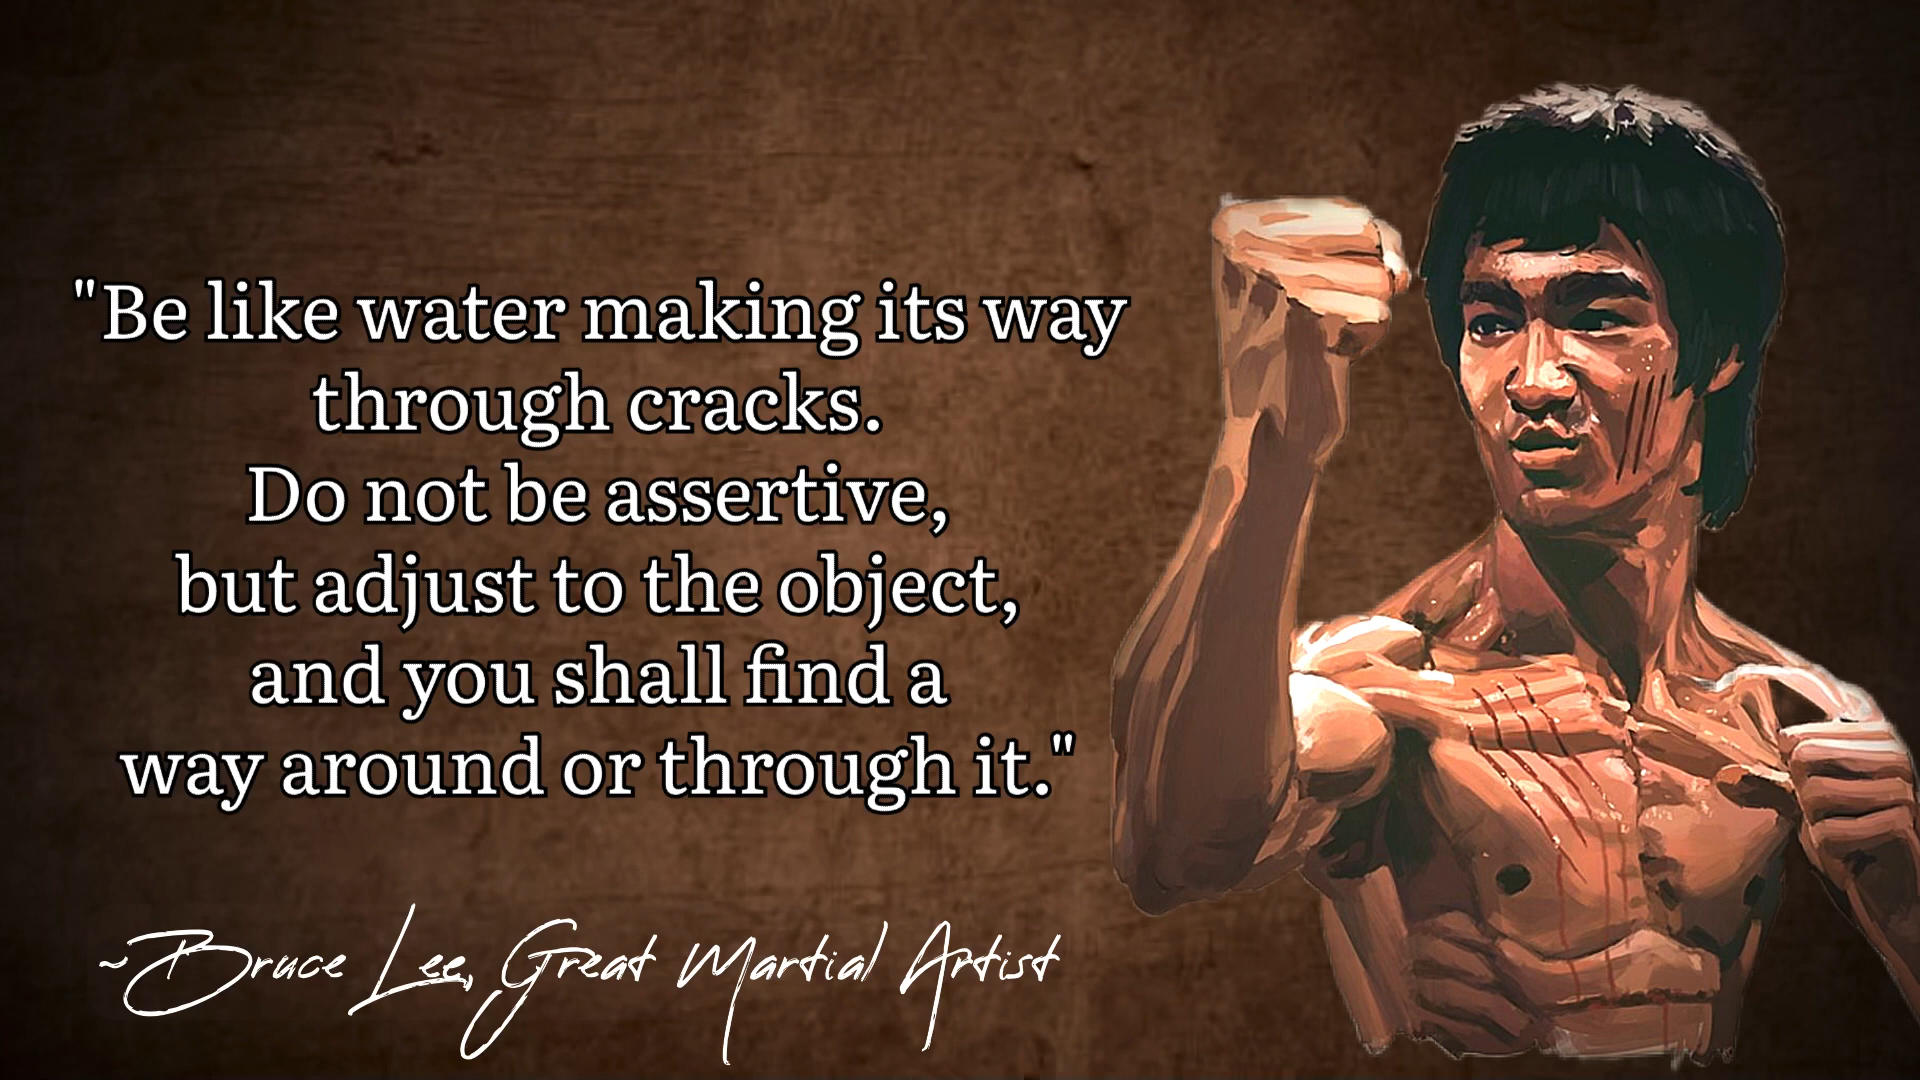 "Be like water making its way
through cracks.
Do not be assertive,
but adjust to the object,
and you shall find a
way around or through it."
~Bruce Lee, Great Martial Artist